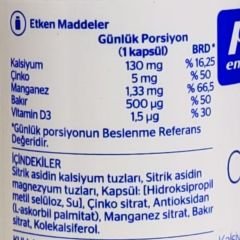 Etken Maddeler
Günlük Porsiyon
(1 kapsül) BRD*
Kalsiyum 130 mg % 16,25
Çinko 5 mg % 50
Manganez 1,33 mg % 66,5
Bakır 500 µg % 50
Vitamin D3 1,5 µg % 30
*Günlük porsiyonun Beslenme Referans
Değeridir.
İÇİNDEKİLER
Sitrik asidin kalsiyum tuzları, Sitrik asidin
magnezyum tuzları, Kapsül: [Hidroksipropil
metil selüloz, Su], Çinko sitrat, Antioksidan
(L-askorbil palmitat), Manganez sitrat, Bakır
sitrat, Kolekalsiferol.